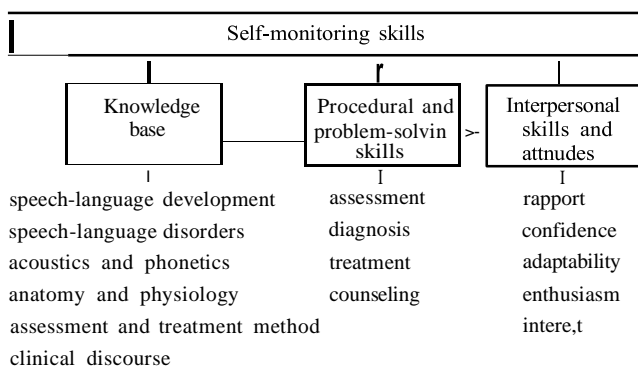 Self-monitoring skills
Knowledge
base
Procedural and
problem-solvin
skills
Interpersonal
skills and
attnudes
speech-language development
speech-language disorders
acoustics and phonetics
anatomy and physiology
assessment and treatment method
clinical discourse
assessment
diagnosis
treatment
counseling
rapport
confidence
adaptability
enthusiasm
intere,t